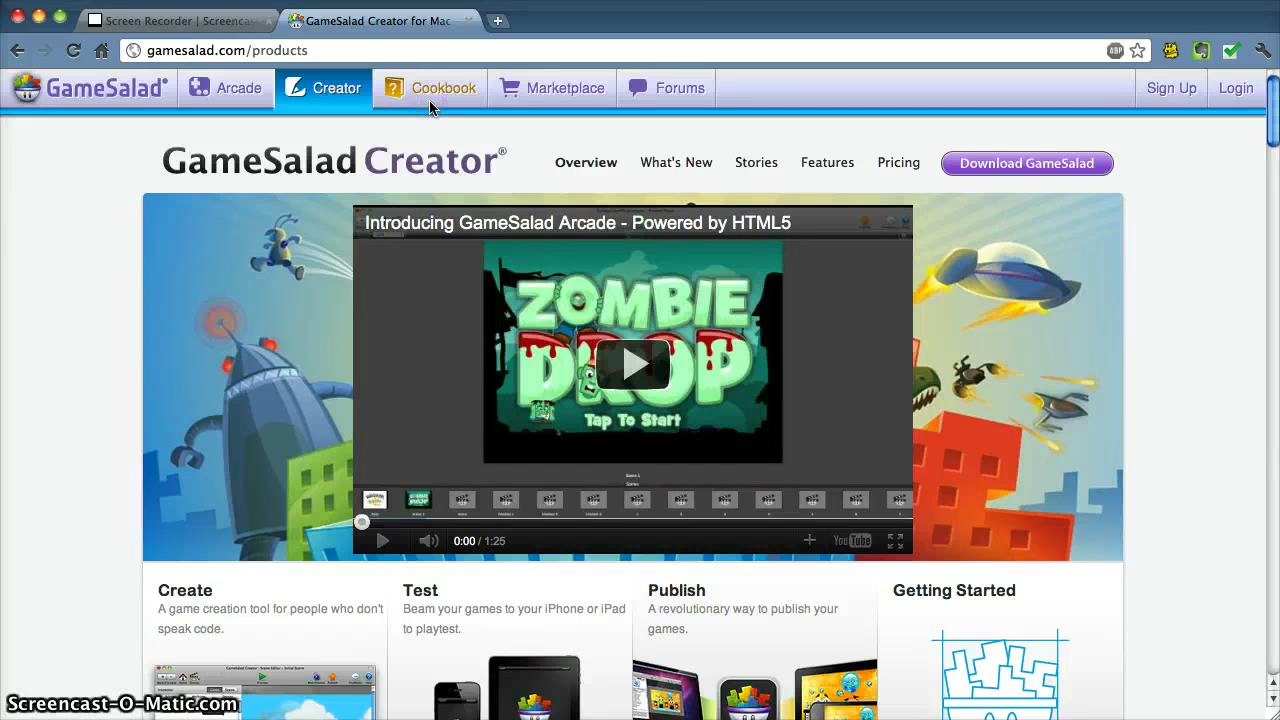 Screen Recorder | Screencast
GameSalad Creator for Mac
gamesalad.com/products
ABP
GameSalad
Arcade
Creator
Cookbook
Marketplace
Forums
Sign Up
Login
GameSalad Creator®
Overview
What's New
Stories
Features
Pricing
Download GameSalad
Introducing GameSalad Arcade - Powered by HTML5
ZOMBIE
DROP
Tap To Start
0:00 / 1:25
YouTube
Create
A game creation tool for people who don't
speak code.
Test
Beam your games to your iPhone or iPad
to playtest.
Publish
A revolutionary way to publish your
games.
Getting Started
Screencast-O-Matic.com